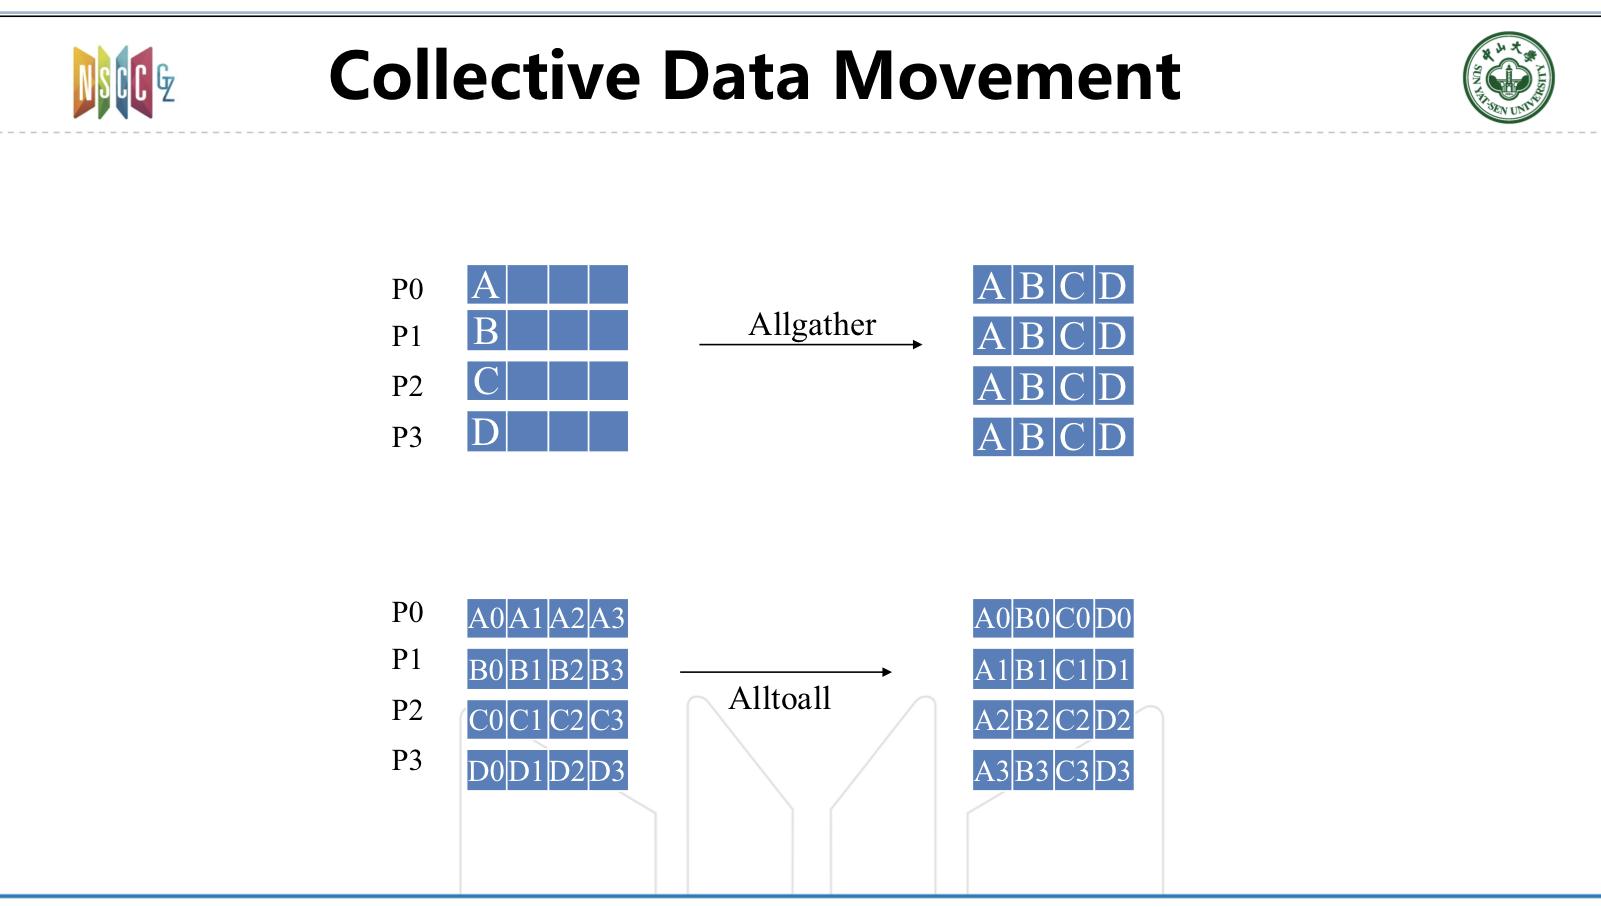 NSCC GZ
Collective Data Movement
中山大学
SUN YAT-SEN UNIVERSITY
P0 A A B C D
Allgather
P1 B A B C D
P2 C A B C D
P3 D A B C D
P0 A0 A1 A2 A3 A0 B0 C0 D0
P1 B0 B1 B2 B3 A1 B1 C1 D1
Alltoall
P2 C0 C1 C2 C3 A2 B2 C2 D2
P3 D0 D1 D2 D3 A3 B3 C3 D3